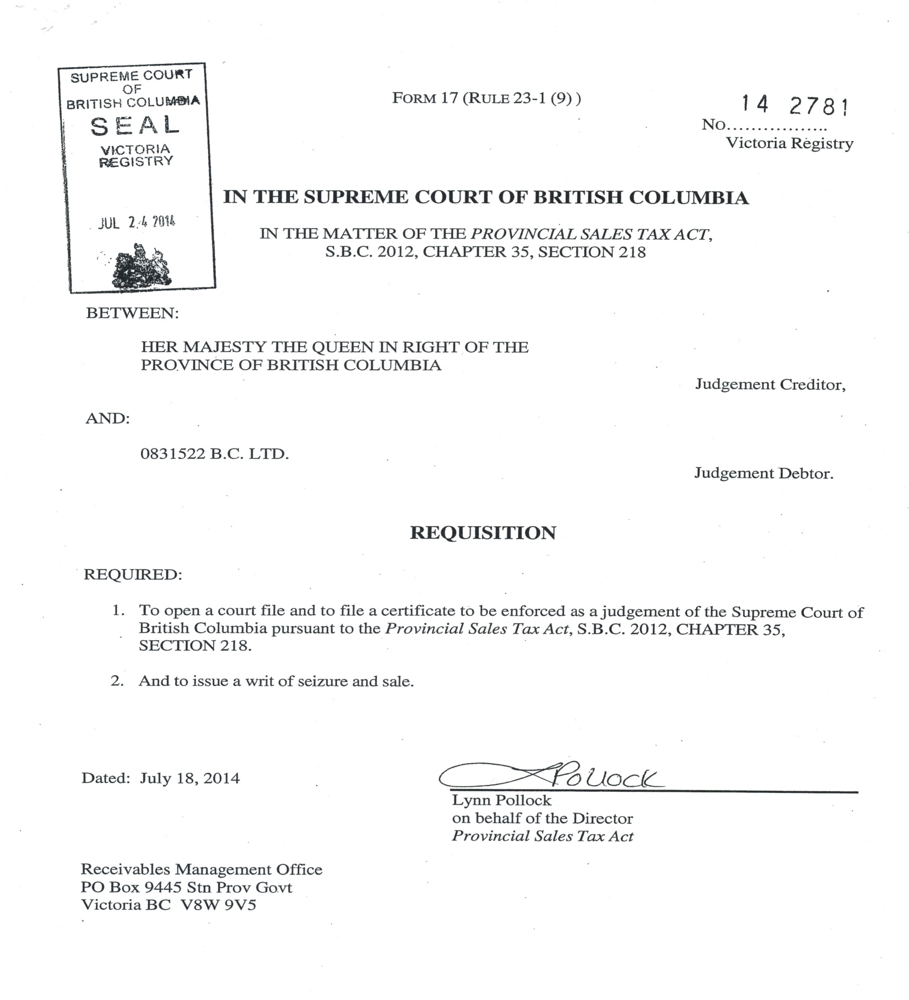 SUPREME COURT
OF
BRITISH COLUMBIA
SEAL
VICTORIA
REGISTRY
JUL 24 2014
FORM 17 (RULE 23-1 (9) )
14 2781
No.................
Victoria Registry
IN THE SUPREME COURT OF BRITISH COLUMBIA
IN THE MATTER OF THE PROVINCIAL SALES TAX ACT,
S.B.C. 2012, CHAPTER 35, SECTION 218
BETWEEN:
HER MAJESTY THE QUEEN IN RIGHT OF THE
PROVINCE OF BRITISH COLUMBIA
Judgement Creditor,
AND:
0831522 B.C. LTD.
Judgement Debtor.
REQUISITION
REQUIRED:
1. To open a court file and to file a certificate to be enforced as a judgement of the Supreme Court of
British Columbia pursuant to the Provincial Sales Tax Act, S.B.C. 2012, CHAPTER 35,
SECTION 218.
2. And to issue a writ of seizure and sale.
Dated: July 18, 2014
LPollock
Lynn Pollock
on behalf of the Director
Provincial Sales Tax Act
Receivables Management Office
PO Box 9445 Stn Prov Govt
Victoria BC V8W 9V5